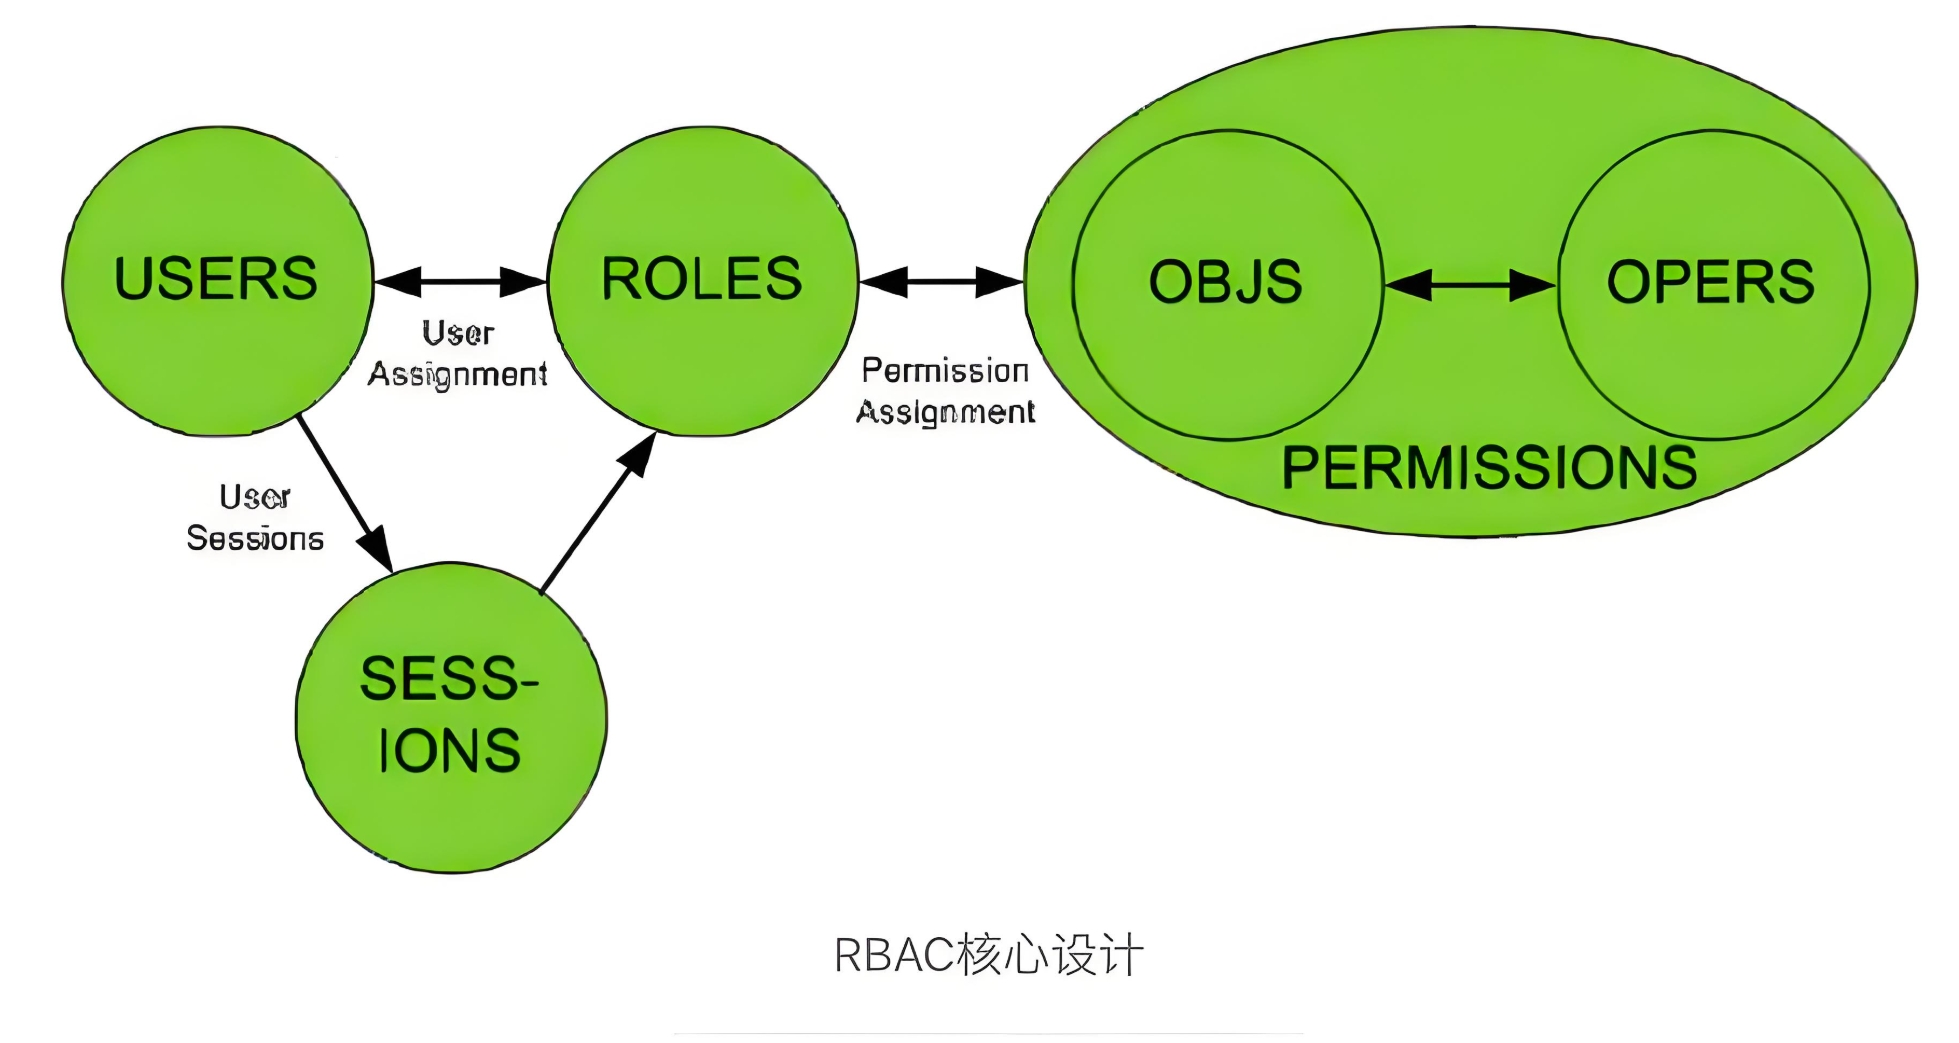 USERS
ROLES
OBJS
OPERS
User
Assignment
Permission
Assignment
PERMISSIONS
User
Sessions
SESS-
IONS
RBAC核心设计